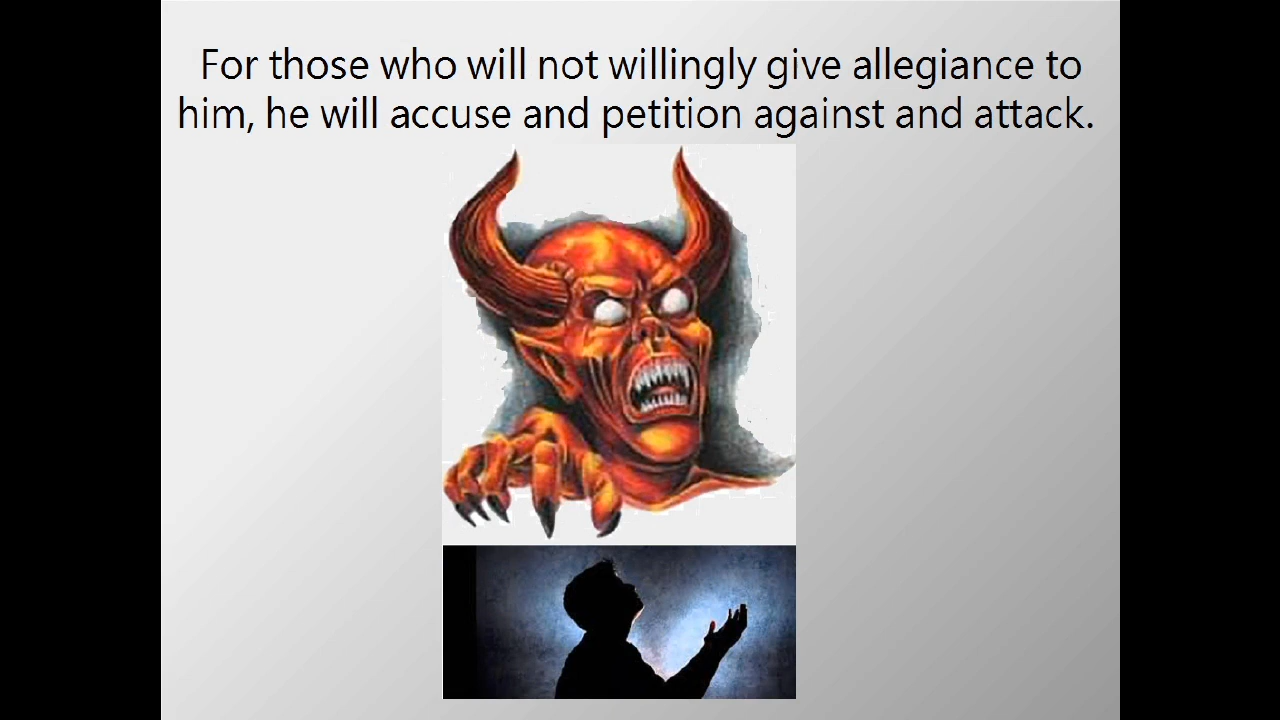 For those who will not willingly give allegiance to
him, he will accuse and petition against and attack.